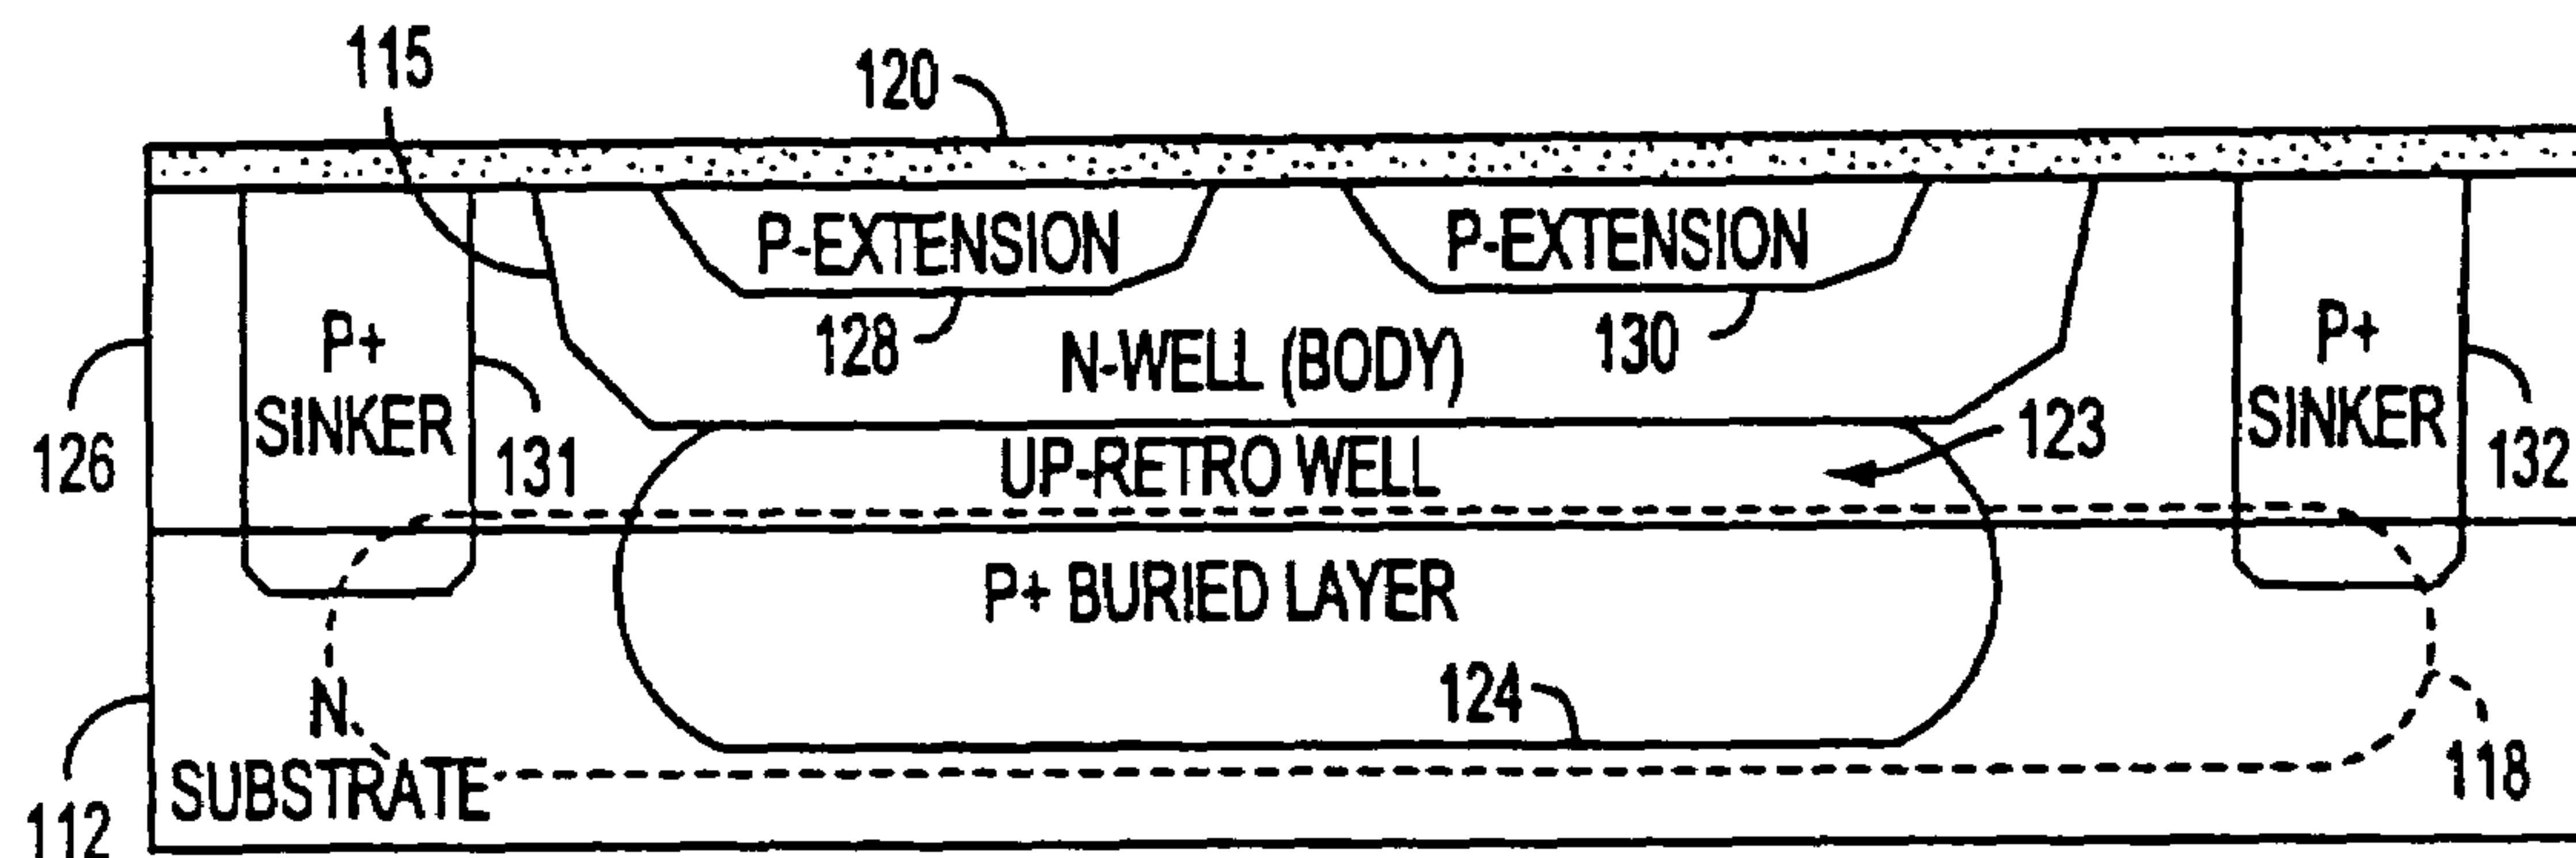 115
120
P-EXTENSION
P-EXTENSION
128
130
P+
SINKER
N-WELL (BODY)
P+
SINKER
126
131
UP-RETRO WELL
123
132
P+ BURIED LAYER
124
N
SUBSTRATE
118
112